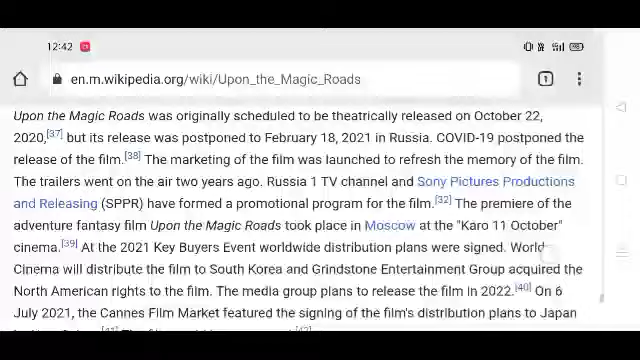 12:42
en.m.wikipedia.org/wiki/Upon_the_Magic_Roads
1
Upon the Magic Roads was originally scheduled to be theatrically released on October 22,
2020,[37] but its release was postponed to February 18, 2021 in Russia. COVID-19 postponed the
release of the film.[38] The marketing of the film was launched to refresh the memory of the film.
The trailers went on the air two years ago. Russia 1 TV channel and Sony Pictures Productions
and Releasing (SPPR) have formed a promotional program for the film.[32] The premiere of the
adventure fantasy film Upon the Magic Roads took place in Moscow at the "Karo 11 October"
cinema.[39] At the 2021 Key Buyers Event worldwide distribution plans were signed. World
Cinema will distribute the film to South Korea and Grindstone Entertainment Group acquired the
North American rights to the film. The media group plans to release the film in 2022.[40] On 6
July 2021, the Cannes Film Market featured the signing of the film's distribution plans to Japan